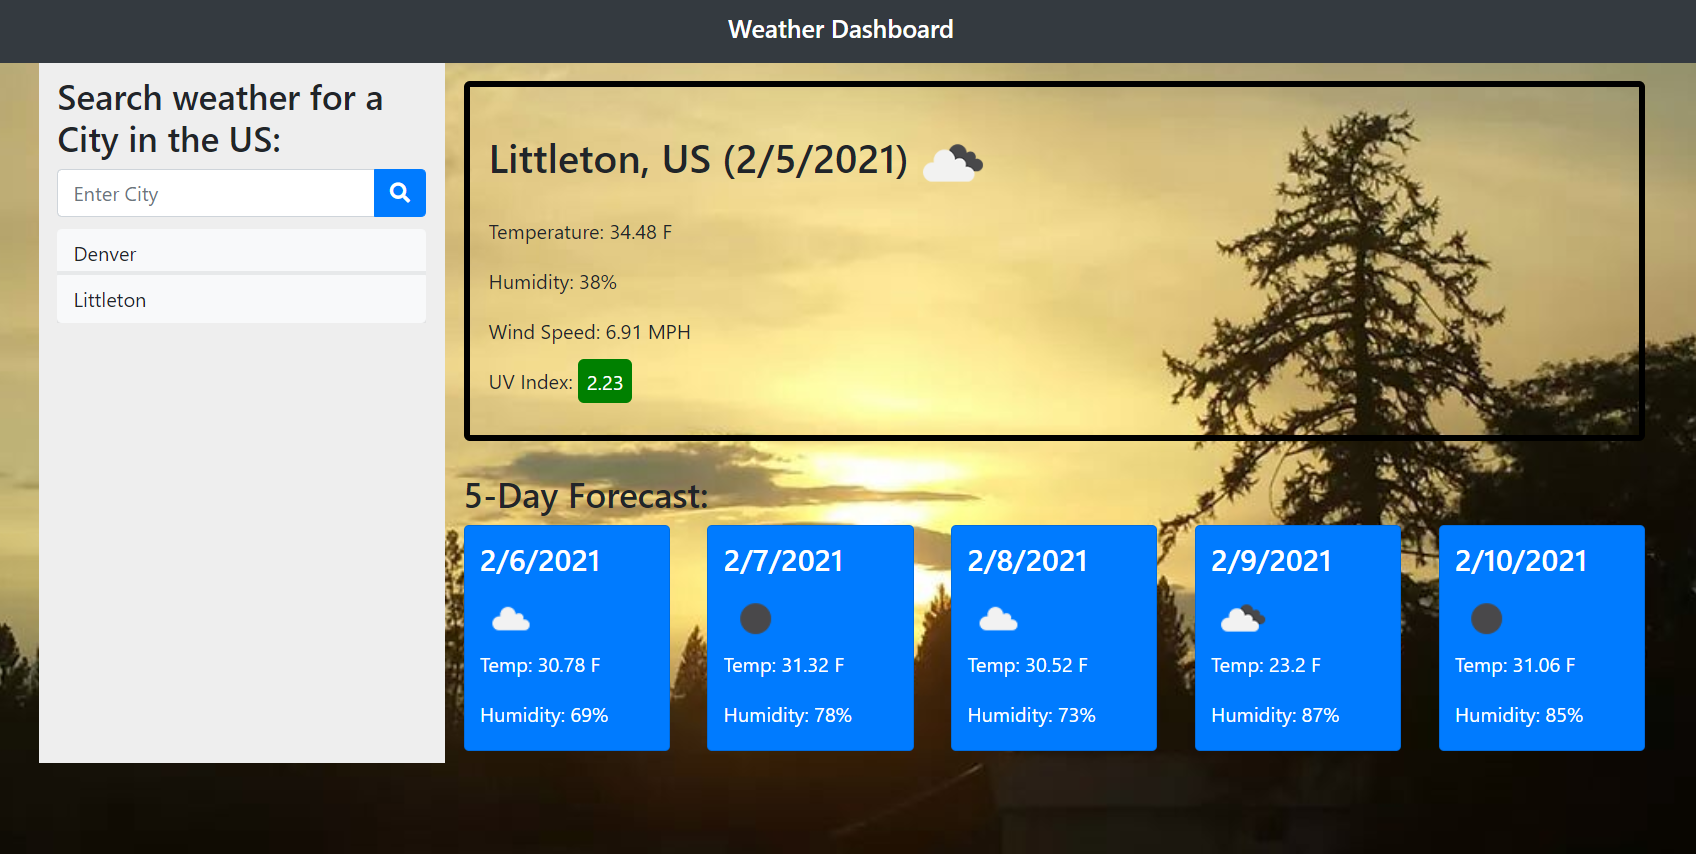 Weather Dashboard
Search weather for a
City in the US:
Enter City
Denver
Littleton
Littleton, US (2/5/2021)
Temperature: 34.48 F
Humidity: 38%
Wind Speed: 6.91 MPH
UV Index: 2.23
5-Day Forecast:
2/6/2021
Temp: 30.78 F
Humidity: 69%
2/7/2021
Temp: 31.32 F
Humidity: 78%
2/8/2021
Temp: 30.52 F
Humidity: 73%
2/9/2021
Temp: 23.2 F
Humidity: 87%
2/10/2021
Temp: 31.06 F
Humidity: 85%